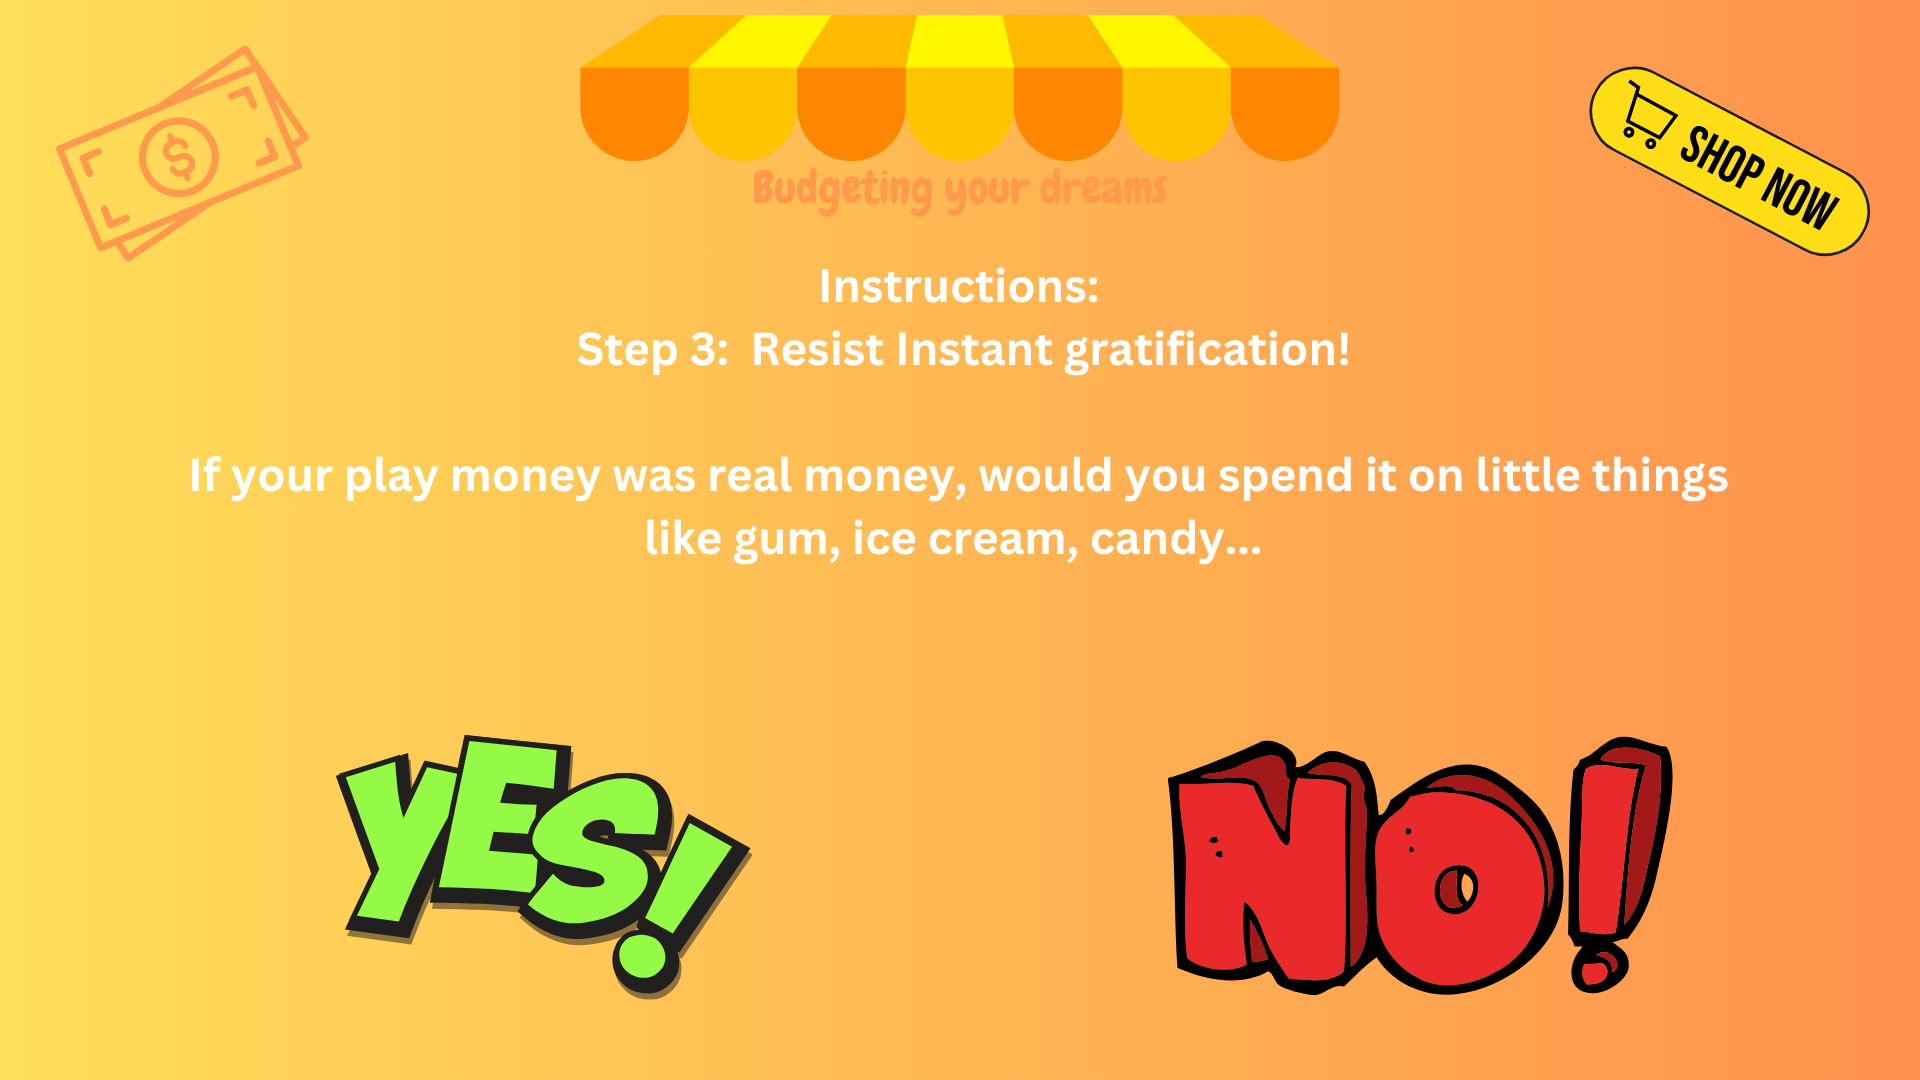 SHOP NOW
Budgeting your dreams
Instructions:
Step 3:  Resist Instant gratification!
If your play money was real money, would you spend it on little things
like gum, ice cream, candy...
YES!
NO!
$